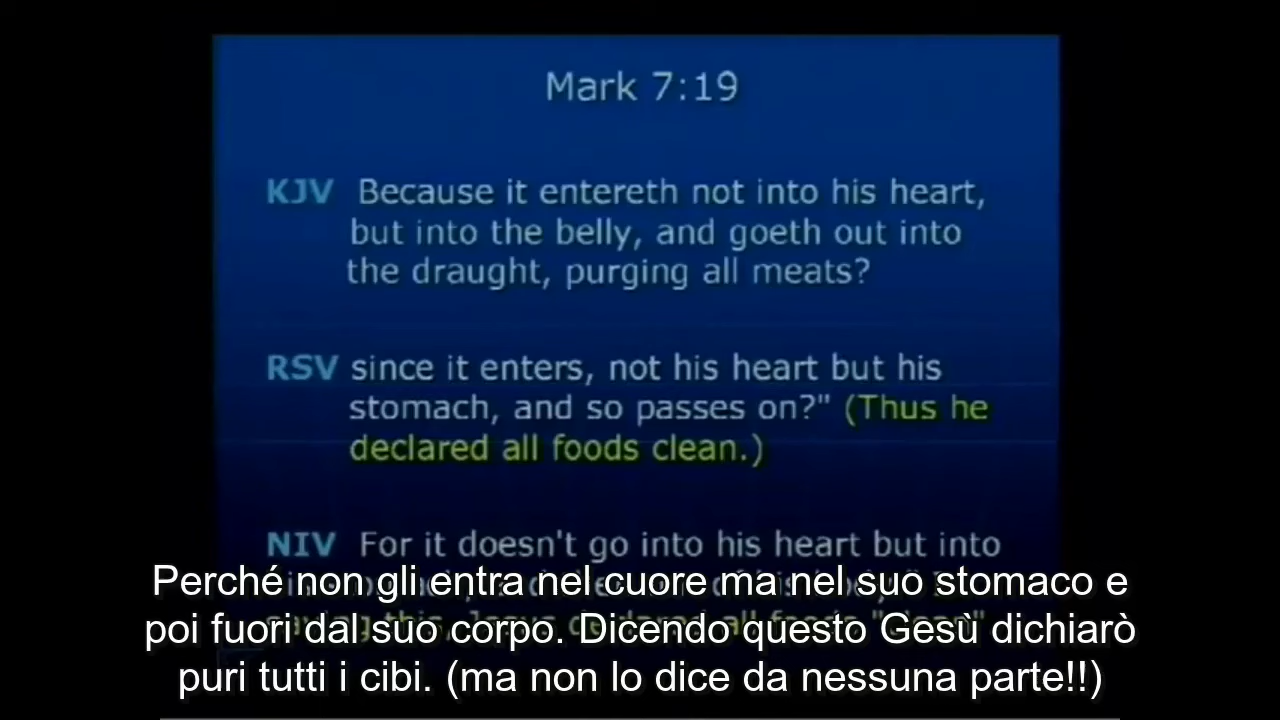 Mark 7:19
KJV Because it entereth not into his heart,
but into the belly, and goeth out into
the draught, purging all meats?
RSV since it enters, not his heart but his
stomach, and so passes on?" (Thus he
declared all foods clean.)
NIV For it doesn't go into his heart but into
Perché non gli entra nel cuore ma nel suo stomaco e
poi fuori dal suo corpo. Dicendo questo Gesù dichiarò
puri tutti i cibi. (ma non lo dice da nessuna parte!!)